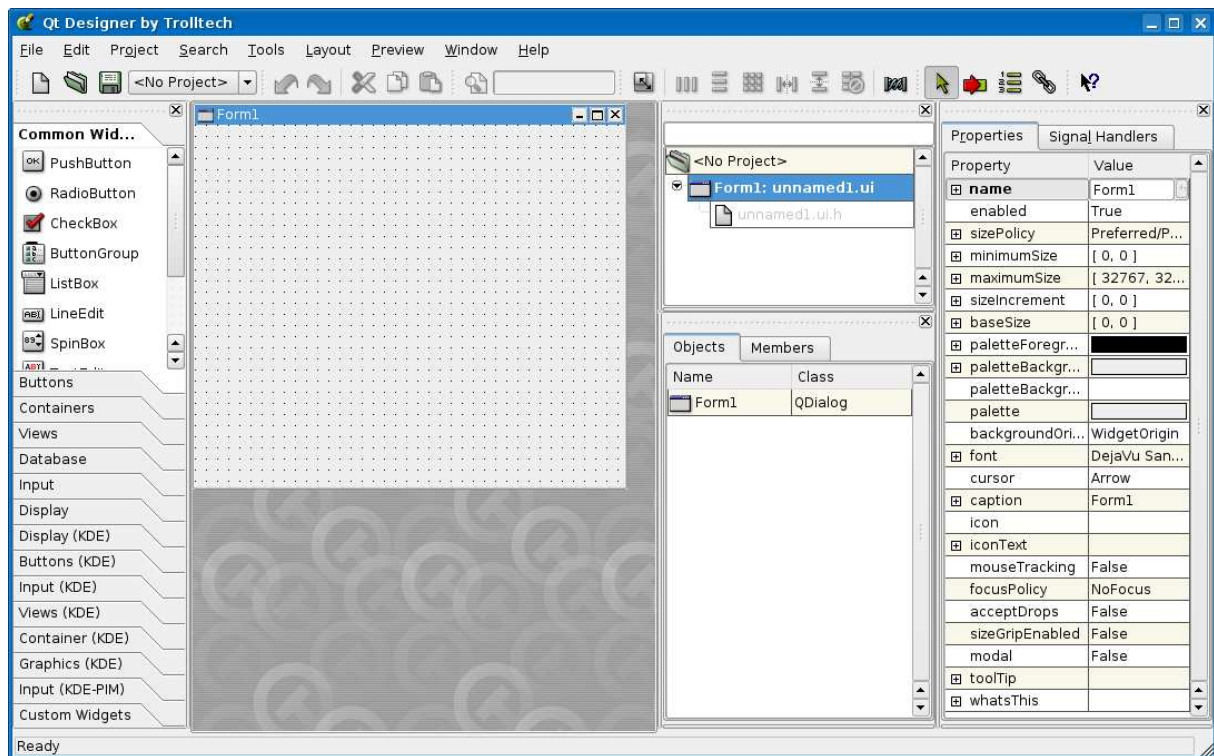 Qt Designer by Trolltech
File Edit Project Search Tools Layout Preview Window Help
<No Project>
Common Wid...
PushButton
RadioButton
CheckBox
ButtonGroup
ListBox
LineEdit
SpinBox
Buttons
Containers
Views
Database
Input
Display
Display (KDE)
Buttons (KDE)
Input (KDE)
Views (KDE)
Container (KDE)
Graphics (KDE)
Input (KDE-PIM)
Custom Widgets
Form1
<No Project>
Form1: unnamed1.ui
unnamed1.ui.h
Objects Members
Name Class
Form1 QDialog
Properties Signal Handlers
Property Value
name Form1
enabled True
sizePolicy Preferred/P...
minimumSize [ 0, 0 ]
maximumSize [ 32767, 32...
sizeIncrement [ 0, 0 ]
baseSize [ 0, 0 ]
paletteForegr...
paletteBackgr...
paletteBackgr...
palette
backgroundOri... WidgetOrigin
font DejaVu San...
cursor Arrow
caption Form1
icon
iconText
mouseTracking False
focusPolicy NoFocus
acceptDrops False
sizeGripEnabled False
modal False
toolTip
whatsThis
Ready